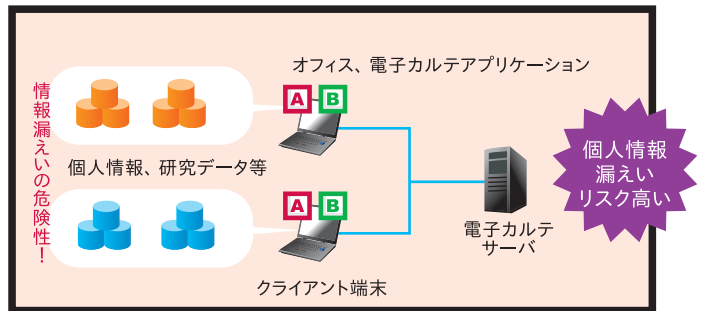 オフィス、電子カルテアプリケーション
A B
情報漏えいの危険性！
個人情報、研究データ等
A B
クライアント端末
電子カルテ
サーバ
個人情報
漏えい
リスク高い